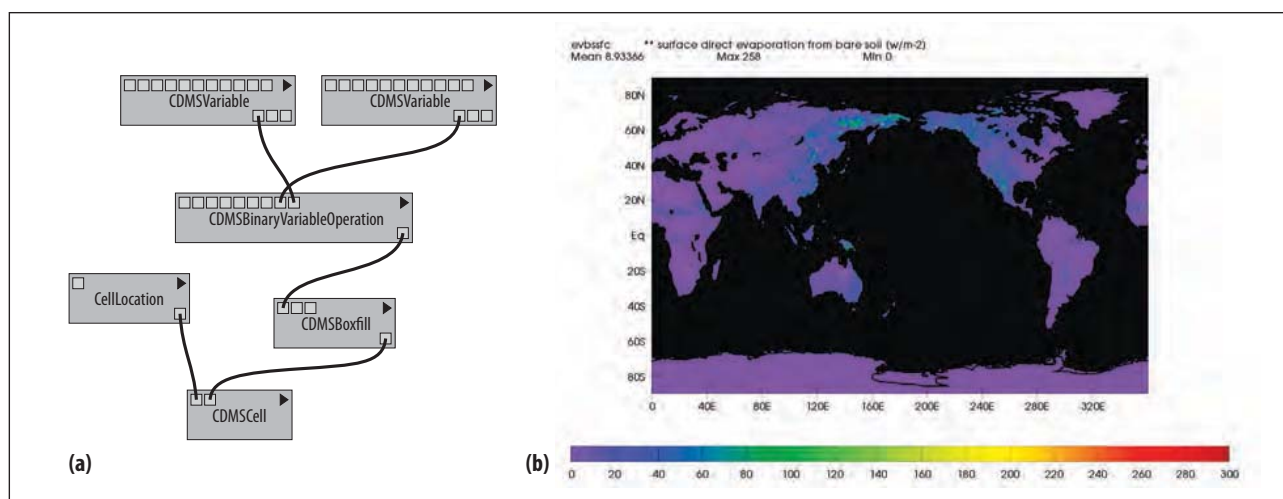 CDMSVariable
CDMSVariable
CDMSBinaryVariableOperation
CellLocation
CDMSBoxfill
CDMSCell
(a)
evbssfc ** surface direct evaporation from bare soil (w/m-2)
Mean 8.93366 Max 258 Min 0
80N
60N
40N
20N
Eq
20S
40S
60S
80S
0 40E 80E 120E 160E 200E 240E 280E 320E
(b)
0 20 40 60 80 100 120 140 160 180 200 220 240 260 280 300